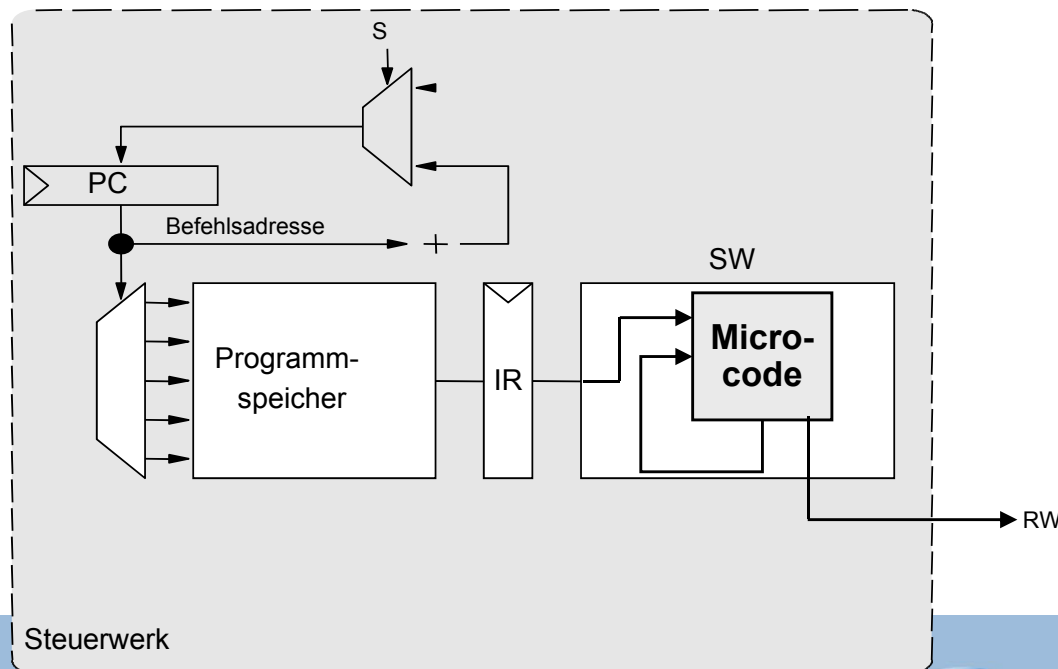 S
PC
Befehlsadresse
+
SW
Programm-
speicher
IR
Micro-
code
RW
Steuerwerk